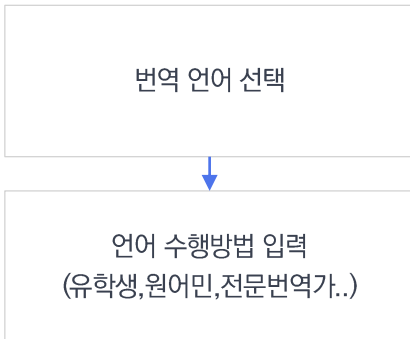 번역 언어 선택
언어 수행방법 입력
(유학생,원어민,전문번역가..)